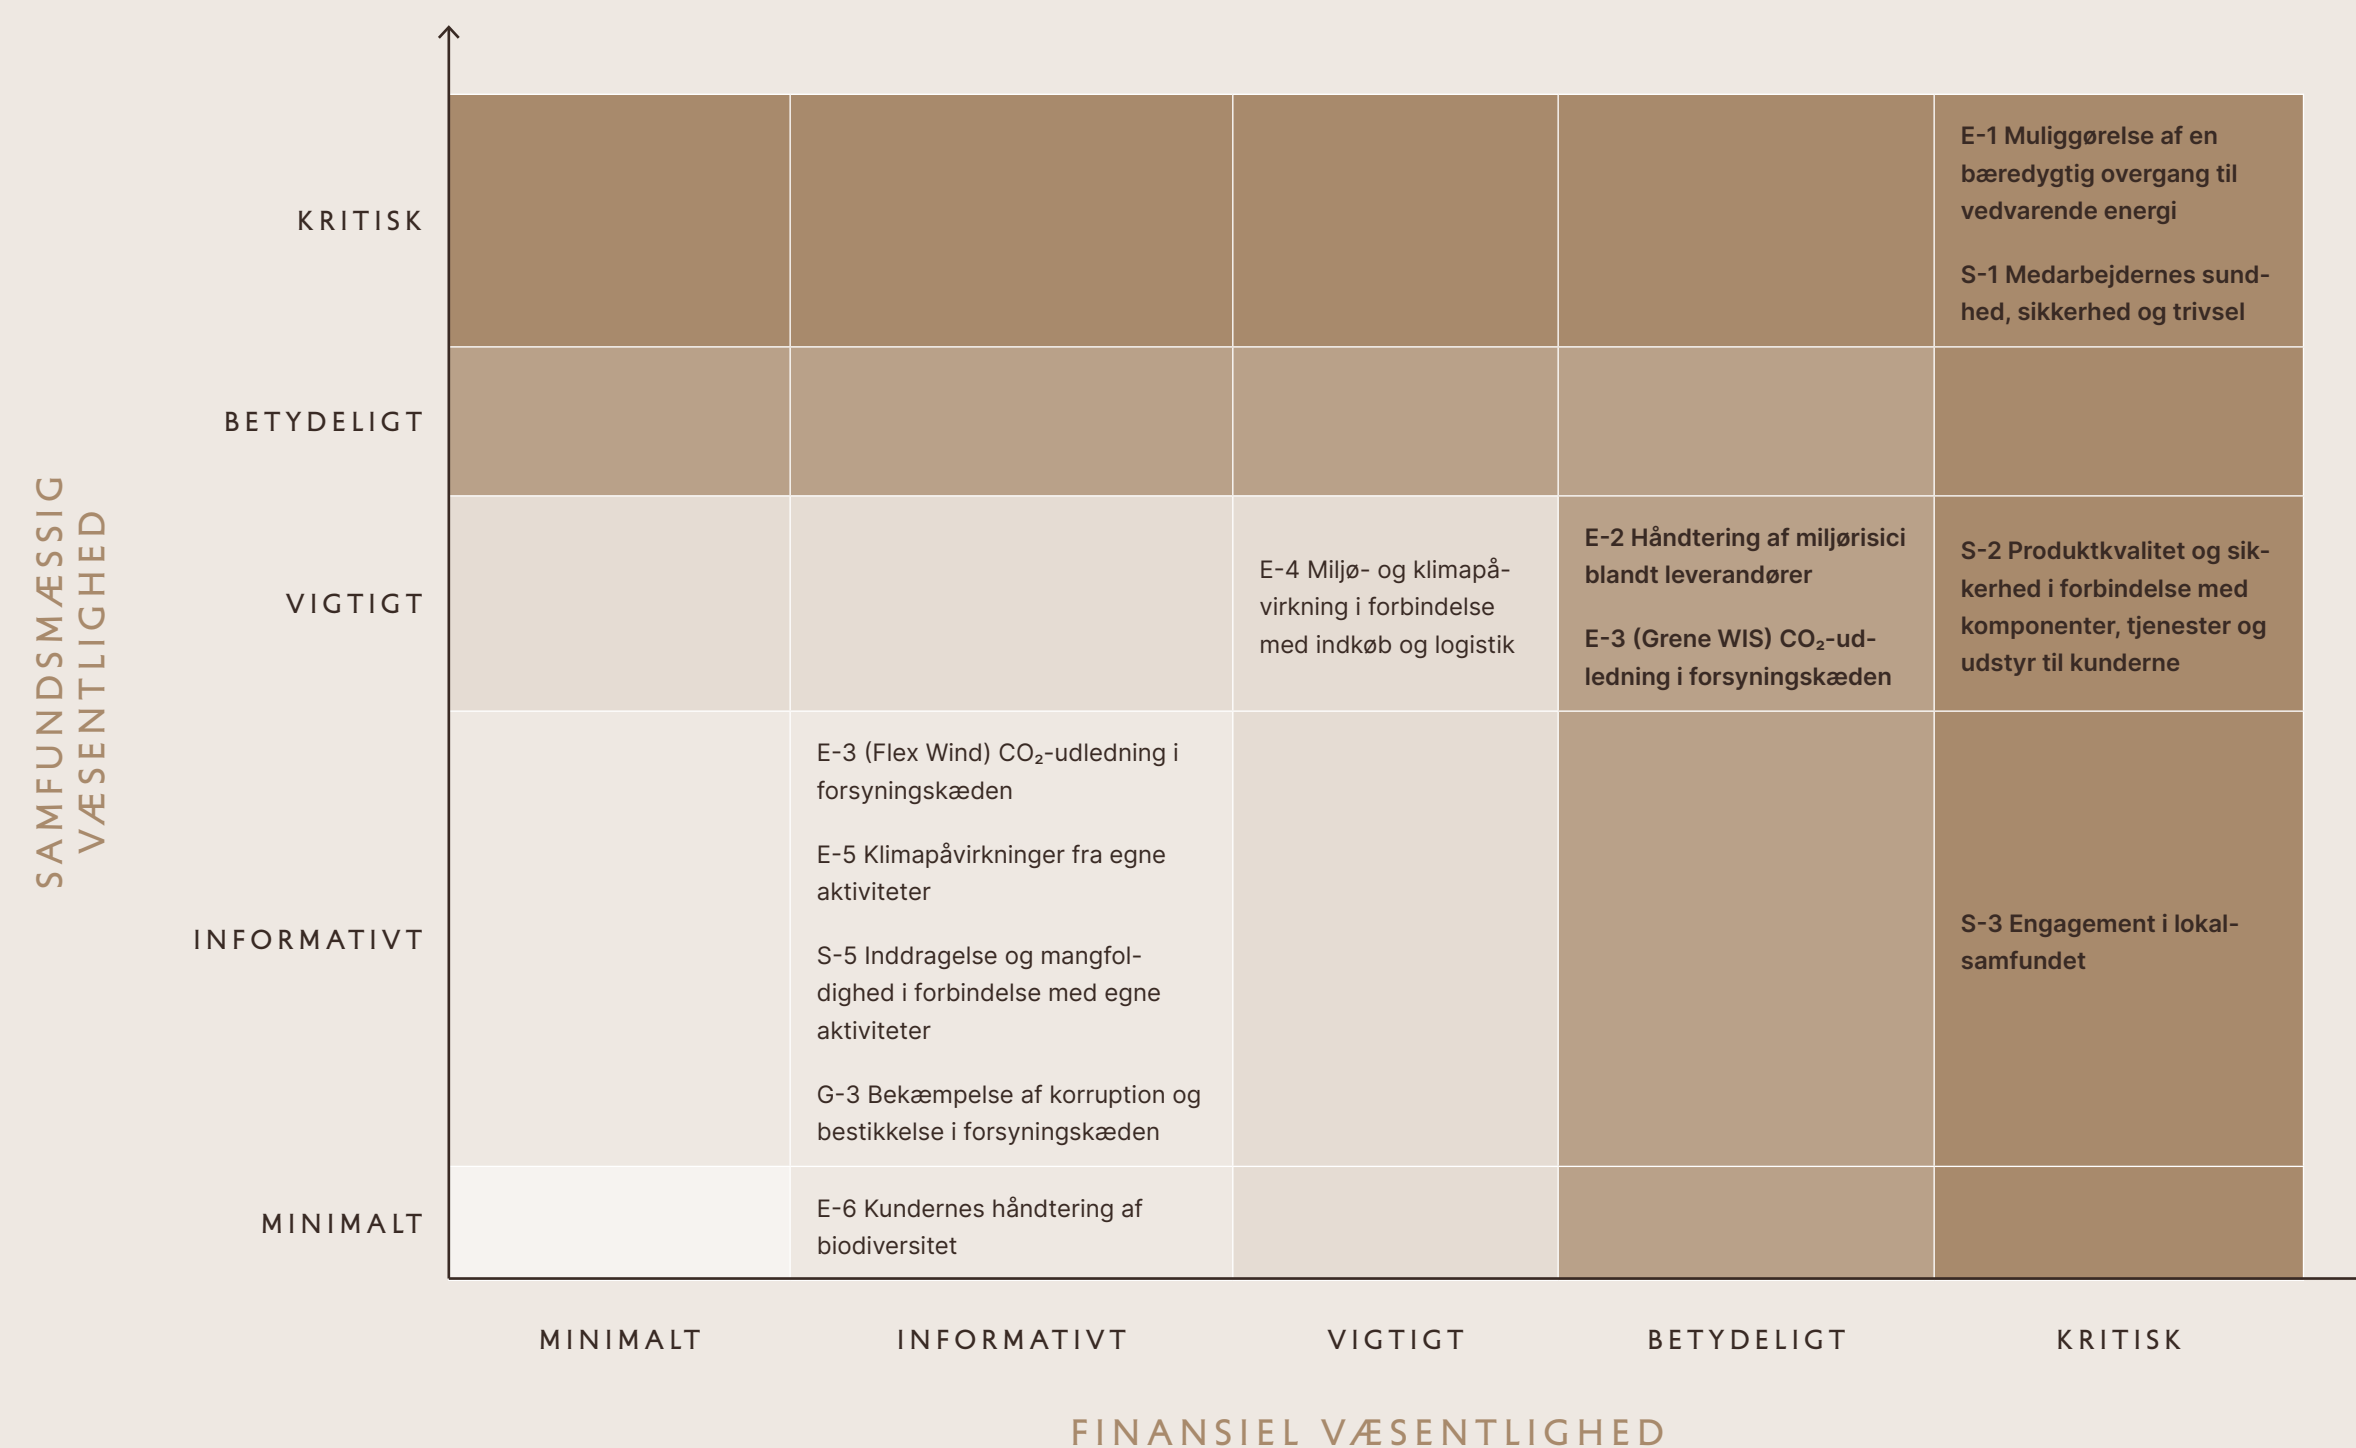 SAMFUNDSMÆSSIG
VÆSENTLIGHED
KRITISK
E-1 Muliggørelse af en
bæredygtig overgang til
vedvarende energi
S-1 Medarbejdernes sund-
hed, sikkerhed og trivsel
BETYDELIGT
VIGTIGT
E-4 Miljø- og klimapå-
virkning i forbindelse
med indkøb og logistik
E-2 Håndtering af miljørisici
blandt leverandører
E-3 (Grene WIS) CO₂-ud-
ledning i forsyningskæden
S-2 Produktkvalitet og sik-
kerhed i forbindelse med
komponenter, tjenester og
udstyr til kunderne
INFORMATIVT
E-3 (Flex Wind) CO₂-udledning i
forsyningskæden
E-5 Klimapåvirkninger fra egne
aktiviteter
S-5 Inddragelse og mangfol-
dighed i forbindelse med egne
aktiviteter
G-3 Bekæmpelse af korruption og
bestikkelse i forsyningskæden
S-3 Engagement i lokal-
samfundet
MINIMALT
E-6 Kundernes håndtering af
biodiversitet
MINIMALT
INFORMATIVT
VIGTIGT
BETYDELIGT
KRITISK
FINANSIEL VÆSENTLIGHED